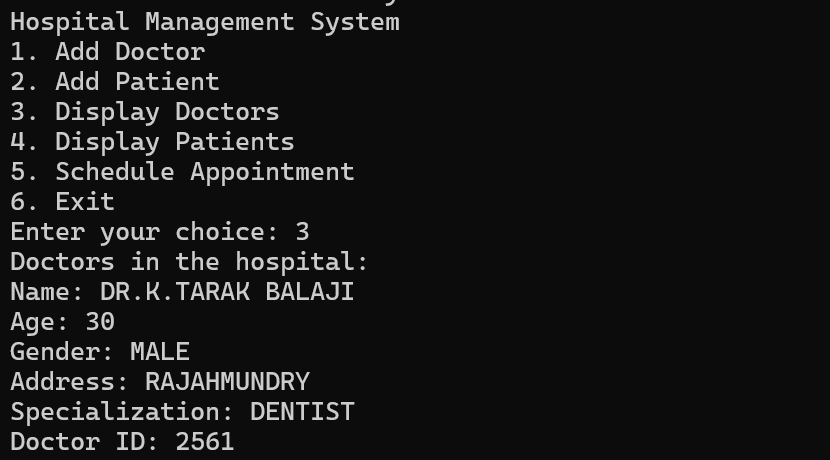 Hospital Management System
1. Add Doctor
2. Add Patient
3. Display Doctors
4. Display Patients
5. Schedule Appointment
6. Exit
Enter your choice: 3
Doctors in the hospital:
Name: DR.K.TARAK BALAJI
Age: 30
Gender: MALE
Address: RAJAHMUNDRY
Specialization: DENTIST
Doctor ID: 2561